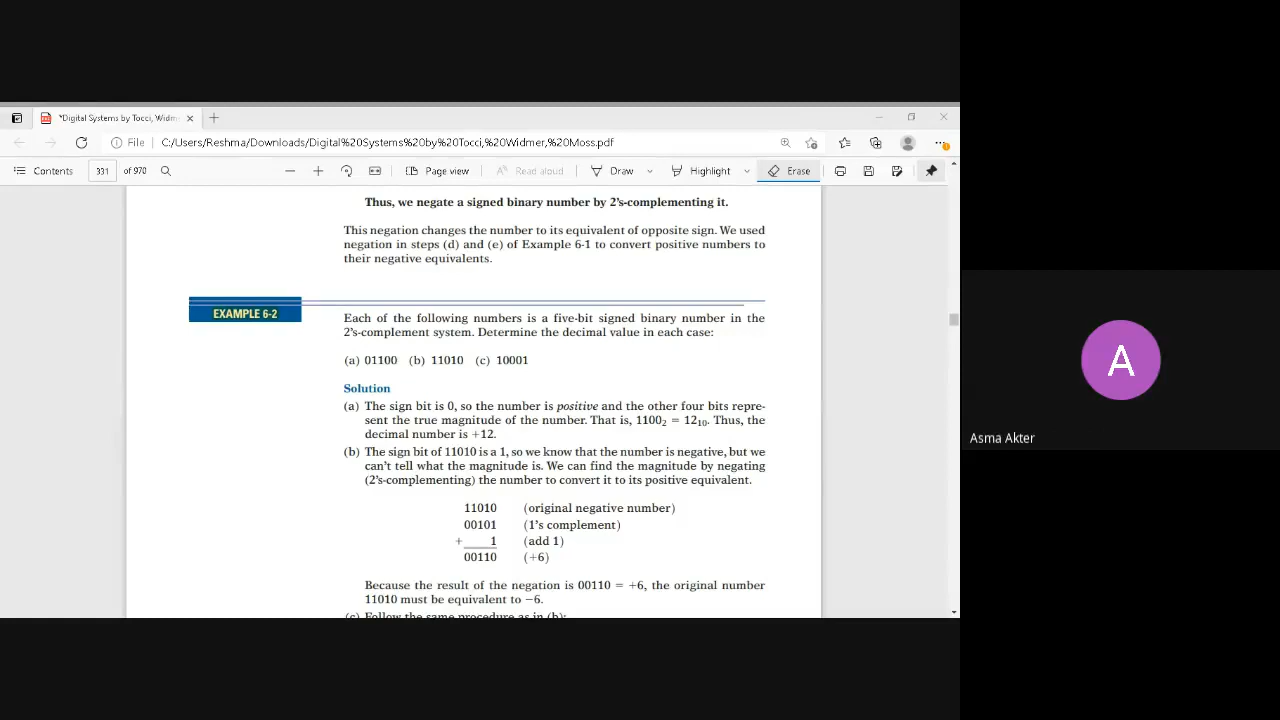 *Digital Systems by Tocci, Widm
File C:/Users/Reshma/Downloads/Digital%20Systems%20by%20Tocci,%20Widmer,%20Moss.pdf
Contents 331 of 970 Page view Read aloud Draw Highlight Erase
Thus, we negate a signed binary number by 2's-complementing it.
This negation changes the number to its equivalent of opposite sign. We used
negation in steps (d) and (e) of Example 6-1 to convert positive numbers to
their negative equivalents.
EXAMPLE 6-2
Each of the following numbers is a five-bit signed binary number in the
2's-complement system. Determine the decimal value in each case:
(a) 01100 (b) 11010 (c) 10001
Solution
(a) The sign bit is 0, so the number is positive and the other four bits repre-
sent the true magnitude of the number. That is, 1100₂ = 12₁₀. Thus, the
decimal number is +12.
(b) The sign bit of 11010 is a 1, so we know that the number is negative, but we
can't tell what the magnitude is. We can find the magnitude by negating
(2's-complementing) the number to convert it to its positive equivalent.
11010 (original negative number)
00101 (1's complement)
+ 1 (add 1)
00110 (+6)
Because the result of the negation is 00110 = +6, the original number
11010 must be equivalent to −6.
(c) Follow the same procedure as in (b):
A
Asma Akter